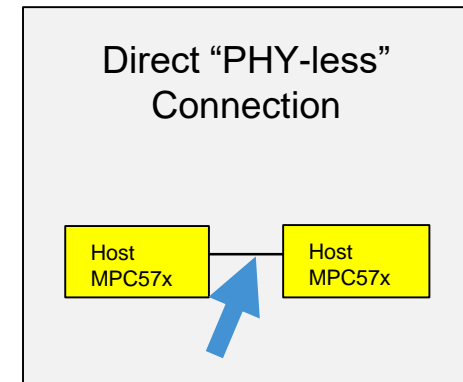 Direct “PHY-less”
Connection
Host
MPC57x
Host
MPC57x